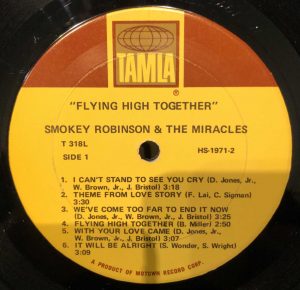 TAMLA
®
"FLYING HIGH TOGETHER"
SMOKEY ROBINSON & THE MIRACLES
T 318L
SIDE 1
HS-1971-2
1. I CAN'T STAND TO SEE YOU CRY (D. Jones, Jr.,
W. Brown, Jr., J. Bristol) 3:18
2. THEME FROM LOVE STORY (F. Lai, C. Sigman)
3:30
3. WE'VE COME TOO FAR TO END IT NOW
(D. Jones, Jr., W. Brown, Jr., J. Bristol) 3:25
4. FLYING HIGH TOGETHER (B. Miller) 2:50
5. WITH YOUR LOVE CAME (D. Jones, Jr.,
W. Brown, Jr., J. Bristol) 3:07
6. IT WILL BE ALRIGHT (S. Wonder, S. Wright)
3:09
A PRODUCT OF MOTOWN RECORD CORP.